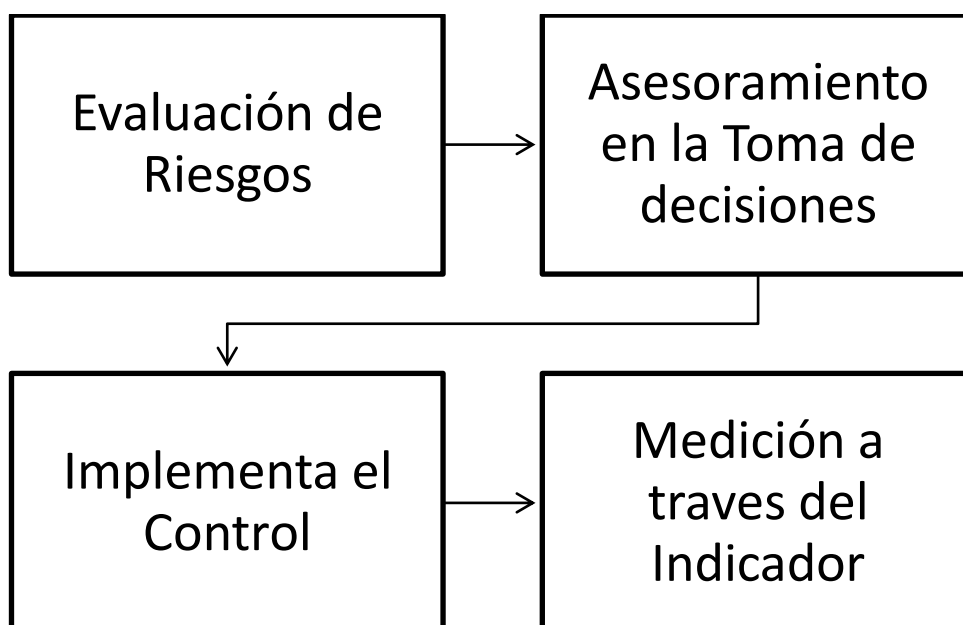 Evaluación de
Riesgos
Asesoramiento
en la Toma de
decisiones
Implementa el
Control
Medición a
traves del
Indicador